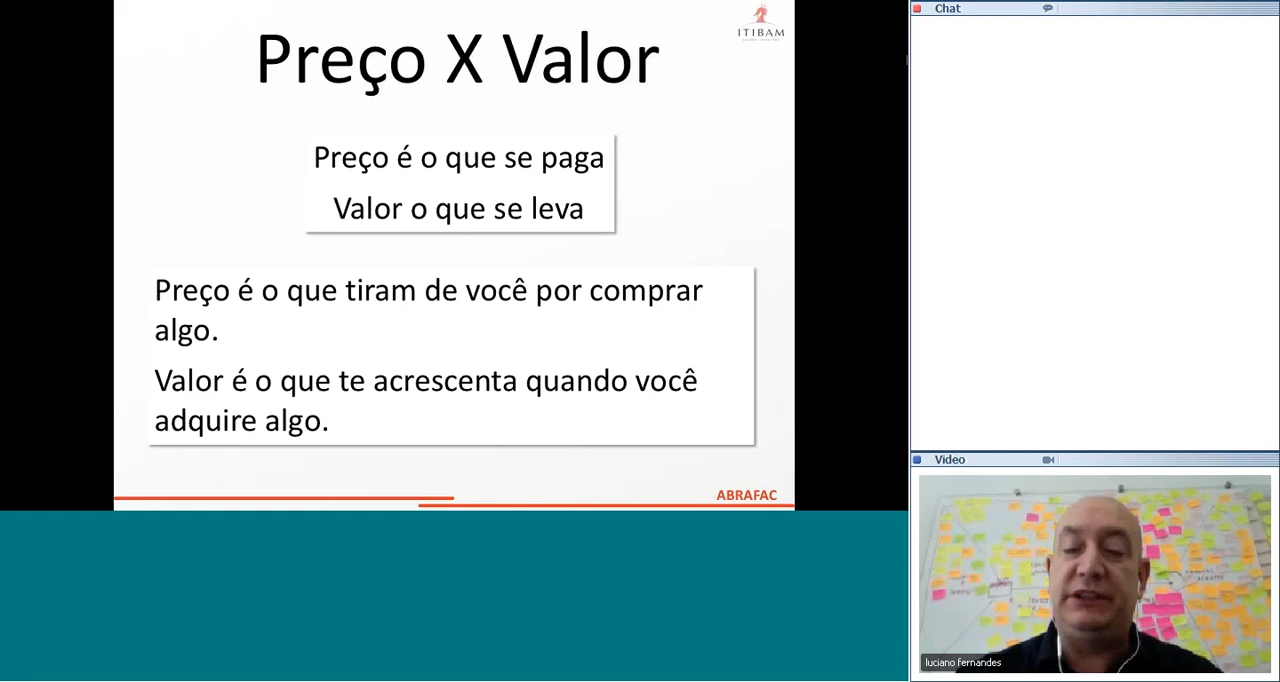 ITIBAM
Preço X Valor
Preço é o que se paga
Valor o que se leva
Preço é o que tiram de você por comprar
algo.
Valor é o que te acrescenta quando você
adquire algo.
ABRAFAC
Chat
Video
luciano fernandes